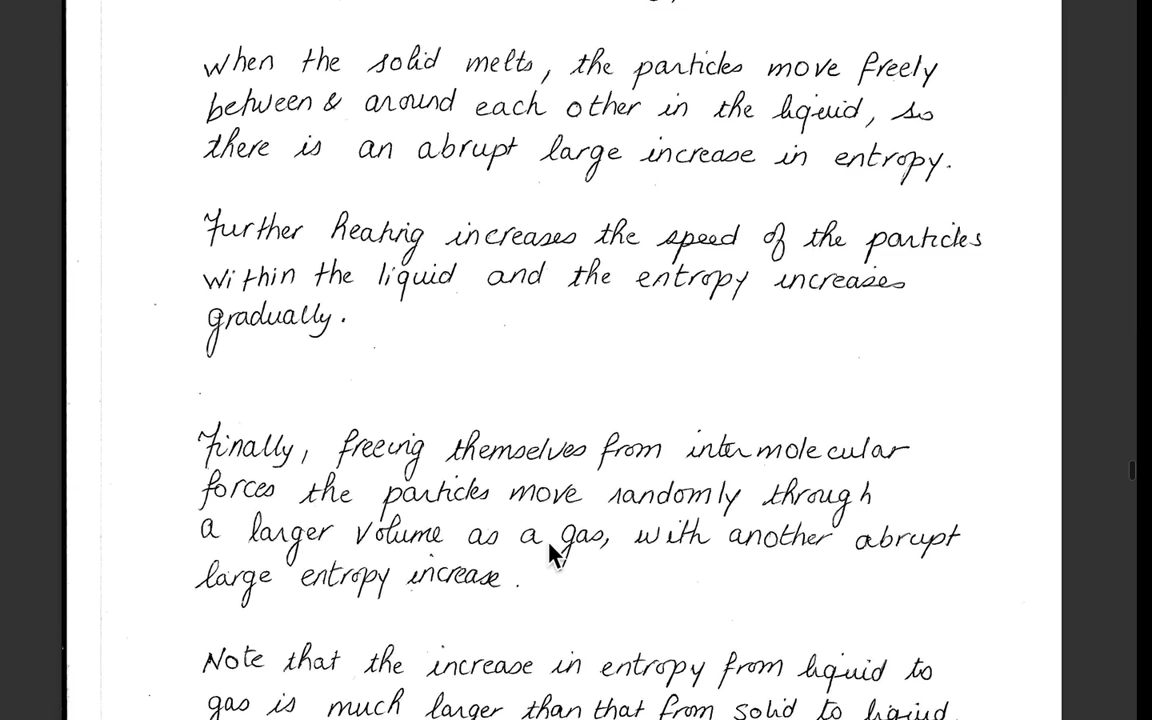 When the solid melts, the particles move freely
between & around each other in the liquid, so
there is an abrupt large increase in entropy.
Further heating increases the speed of the particles
within the liquid and the entropy increases
gradually.
Finally, freeing themselves from intermolecular
forces the particles move randomly through
a larger volume as a gas, with another abrupt
large entropy increase.
Note that the increase in entropy from liquid to
gas is much larger than that from solid to liquid.